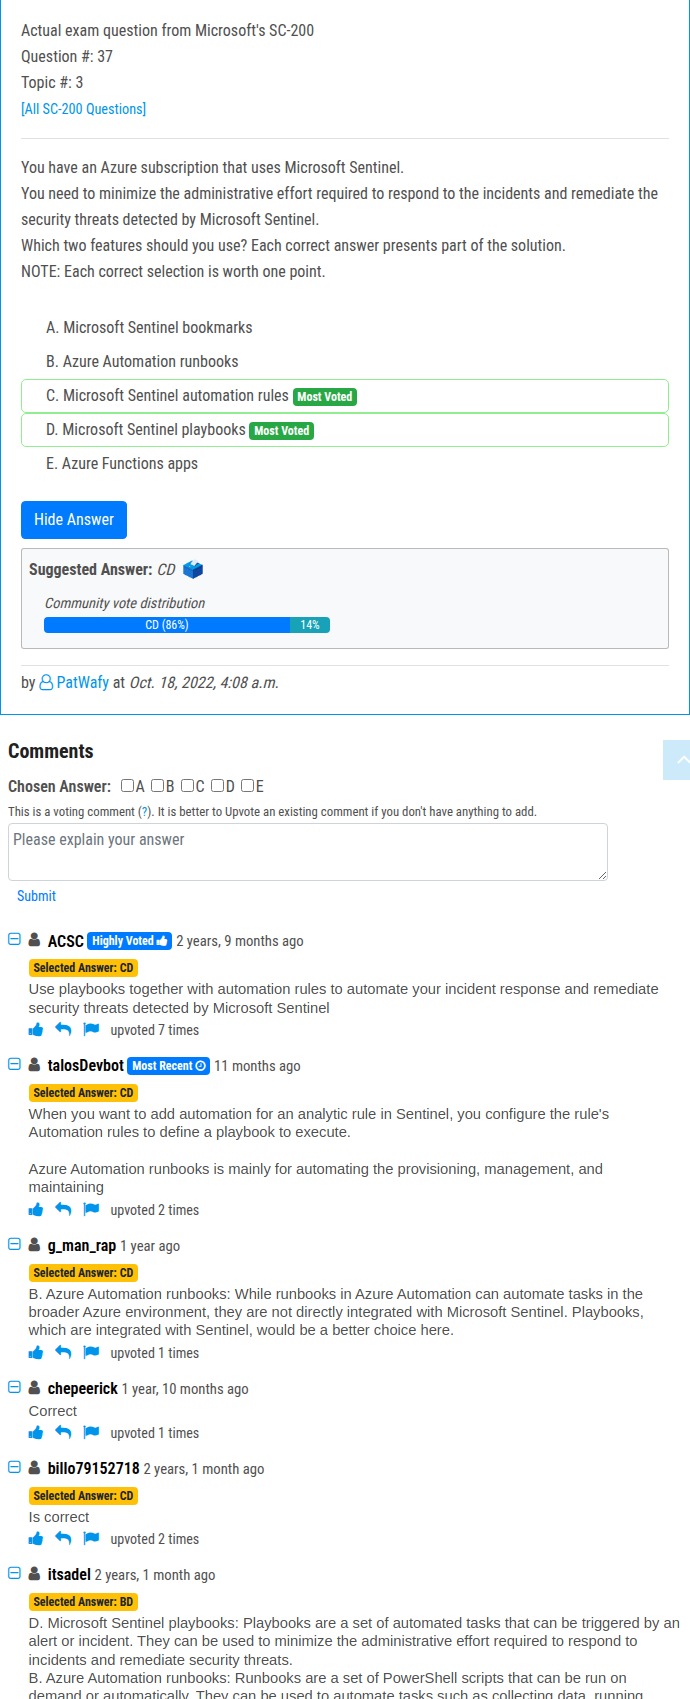 Actual exam question from Microsoft's SC-200
Question #: 37
Topic #: 3
[All SC-200 Questions]
You have an Azure subscription that uses Microsoft Sentinel.
You need to minimize the administrative effort required to respond to the incidents and remediate the
security threats detected by Microsoft Sentinel.
Which two features should you use? Each correct answer presents part of the solution.
NOTE: Each correct selection is worth one point.
A. Microsoft Sentinel bookmarks
B. Azure Automation runbooks
C. Microsoft Sentinel automation rules Most Voted
D. Microsoft Sentinel playbooks Most Voted
E. Azure Functions apps
Hide Answer
Suggested Answer: CD
Community vote distribution
CD (86%) 14%
by PatWafy at Oct. 18, 2022, 4:08 a.m.
Comments
Chosen Answer: A B C D E
This is a voting comment (?). It is better to Upvote an existing comment if you don't have anything to add.
Please explain your answer
Submit
ACSC Highly Voted 2 years, 9 months ago
Selected Answer: CD
Use playbooks together with automation rules to automate your incident response and remediate
security threats detected by Microsoft Sentinel
upvoted 7 times
talosDevbot Most Recent 11 months ago
Selected Answer: CD
When you want to add automation for an analytic rule in Sentinel, you configure the rule's
Automation rules to define a playbook to execute.
Azure Automation runbooks is mainly for automating the provisioning, management, and
maintaining
upvoted 2 times
g_man_rap 1 year ago
Selected Answer: CD
B. Azure Automation runbooks: While runbooks in Azure Automation can automate tasks in the
broader Azure environment, they are not directly integrated with Microsoft Sentinel. Playbooks,
which are integrated with Sentinel, would be a better choice here.
upvoted 1 times
chepeerick 1 year, 10 months ago
Correct
upvoted 1 times
billo79152718 2 years, 1 month ago
Selected Answer: CD
Is correct
upvoted 2 times
itsadel 2 years, 1 month ago
Selected Answer: BD
D. Microsoft Sentinel playbooks: Playbooks are a set of automated tasks that can be triggered by an
alert or incident. They can be used to minimize the administrative effort required to respond to
incidents and remediate security threats.
B. Azure Automation runbooks: Runbooks are a set of PowerShell scripts that can be run on
demand or automatically. They can be used to automate tasks such as collecting data, running